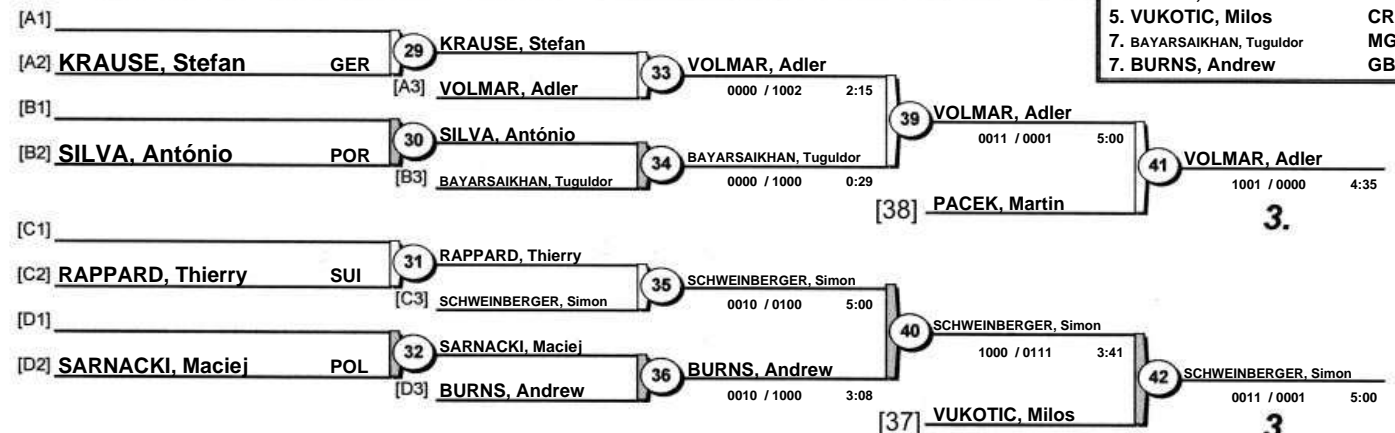 5. VUKOTIC, Milos CR
7. BAYARSAIKHAN, Tuguldor MG
7. BURNS, Andrew GB
[A1]
[A2] KRAUSE, Stefan GER
29
KRAUSE, Stefan
[A3] VOLMAR, Adler
33
VOLMAR, Adler
0000 / 1002 2:15
[B1]
[B2] SILVA, António POR
30
SILVA, António
[B3] BAYARSAIKHAN, Tuguldor
34
BAYARSAIKHAN, Tuguldor
0000 / 1000 0:29
39
VOLMAR, Adler
0011 / 0001 5:00
[38] PACEK, Martin
41
VOLMAR, Adler
1001 / 0000 4:35
3.
[C1]
[C2] RAPPARD, Thierry SUI
31
RAPPARD, Thierry
[C3] SCHWEINBERGER, Simon
35
SCHWEINBERGER, Simon
0010 / 0100 5:00
[D1]
[D2] SARNACKI, Maciej POL
32
SARNACKI, Maciej
[D3] BURNS, Andrew
36
BURNS, Andrew
0010 / 1000 3:08
40
SCHWEINBERGER, Simon
1000 / 0111 3:41
[37] VUKOTIC, Milos
42
SCHWEINBERGER, Simon
0011 / 0001 5:00
3